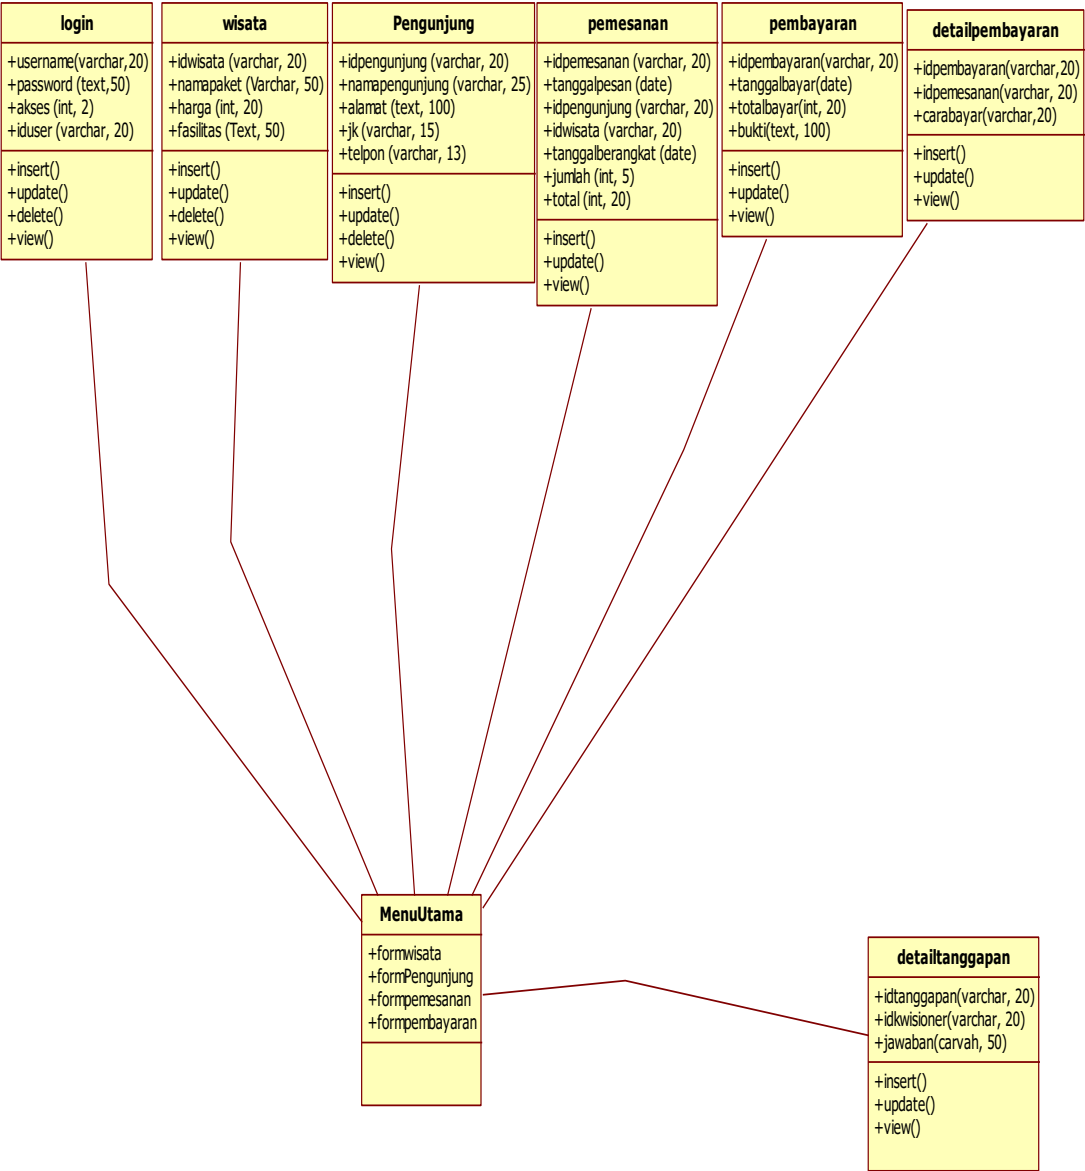 login
+username(varchar,20)
+password (text,50)
+akses (int, 2)
+iduser (varchar, 20)
+insert()
+update()
+delete()
+view()
wisata
+idwisata (varchar, 20)
+namapaket (Varchar, 50)
+harga (int, 20)
+fasilitas (Text, 50)
+insert()
+update()
+delete()
+view()
Pengunjung
+idpengunjung (varchar, 20)
+namapengunjung (varchar, 25)
+alamat (text, 100)
+jk (varchar, 15)
+telpon (varchar, 13)
+insert()
+update()
+delete()
+view()
pemesanan
+idpemesanan (varchar, 20)
+tanggalpesan (date)
+idpengunjung (varchar, 20)
+idwisata (varchar, 20)
+tanggalberangkat (date)
+jumlah (int, 5)
+total (int, 20)
+insert()
+update()
+view()
pembayaran
+idpembayaran(varchar, 20)
+tanggalbayar(date)
+totalbayar(int, 20)
+bukti(text, 100)
+insert()
+update()
+view()
detailpembayaran
+idpembayaran(varchar,20)
+idpemesanan(varchar, 20)
+carabayar(varchar,20)
+insert()
+update()
+view()
MenuUtama
+formwisata
+formPengunjung
+formpemesanan
+formpembayaran
detailtanggapan
+idtanggapan(varchar, 20)
+idkwisioner(varchar, 20)
+jawaban(carvah, 50)
+insert()
+update()
+view()